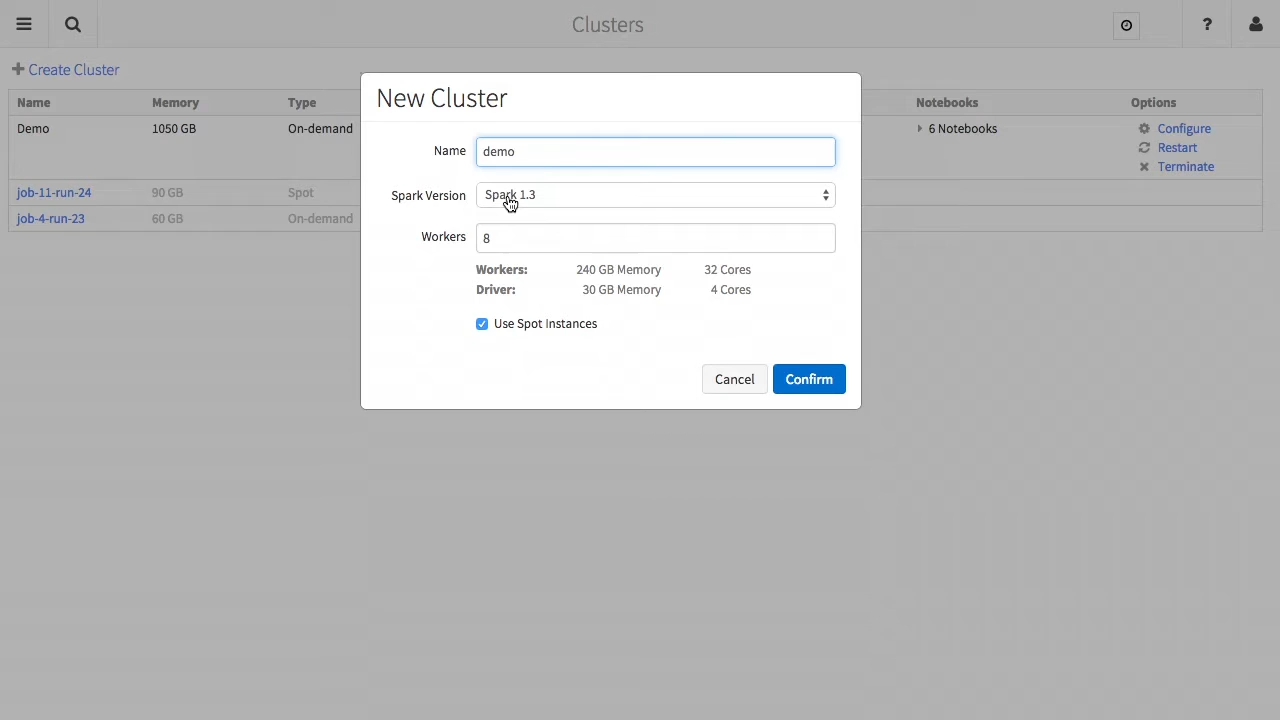 Clusters
?
Create Cluster
Name Memory Type Notebooks Options
Demo 1050 GB On-demand 6 Notebooks Configure
Restart
Terminate
job-11-run-24 90 GB Spot
job-4-run-23 60 GB On-demand
New Cluster
Name demo
Spark Version Spark 1.3
Workers 8
Workers: 240 GB Memory 32 Cores
Driver: 30 GB Memory 4 Cores
Use Spot Instances
Cancel Confirm